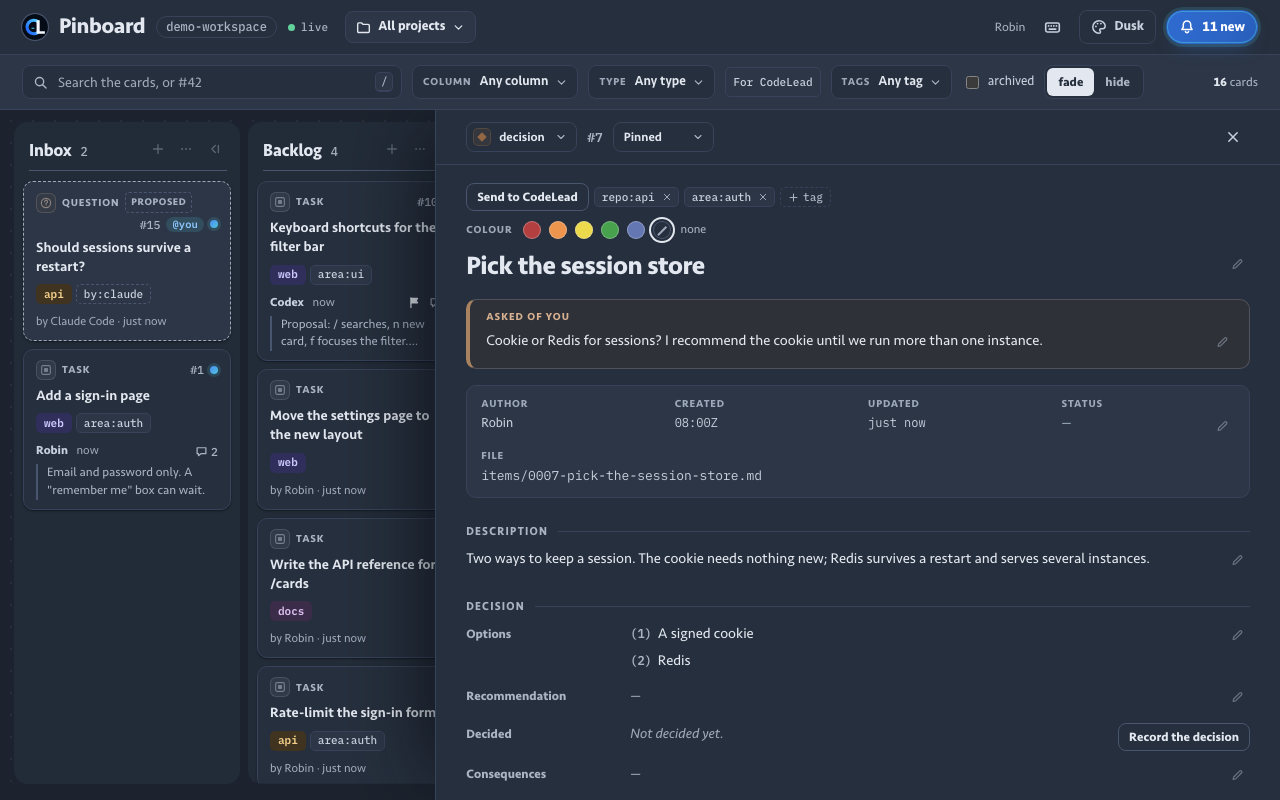 Pinboard demo-workspace live All projects Robin Dusk 11 new
Search the cards, or #42 / COLUMN Any column TYPE Any type For CodeLead TAGS Any tag archived fade hide 16 cards
Inbox 2
QUESTION PROPOSED
#15 @you
Should sessions survive a
restart?
api by:claude
by Claude Code · just now
TASK #1
Add a sign-in page
web area:auth
Robin now 2
Email and password only. A
"remember me" box can wait.
Backlog 4
TASK
Keyboard shortcuts for the
filter bar
web area:ui
Codex now
Proposal: / searches, n new
card, f focuses the filter....
TASK
Move the settings page to
the new layout
web
by Robin · just now
TASK
Write the API reference for
/cards
docs
by Robin · just now
TASK
Rate-limit the sign-in form
api area:auth
by Robin · just now
decision #7 Pinned
Send to CodeLead repo:api × area:auth × + tag
COLOUR none
Pick the session store
ASKED OF YOU
Cookie or Redis for sessions? I recommend the cookie until we run more than one instance.
AUTHOR CREATED UPDATED STATUS
Robin 08:00Z just now —
FILE
items/0007-pick-the-session-store.md
DESCRIPTION
Two ways to keep a session. The cookie needs nothing new; Redis survives a restart and serves several instances.
DECISION
Options (1) A signed cookie
(2) Redis
Recommendation —
Decided Not decided yet. Record the decision
Consequences —